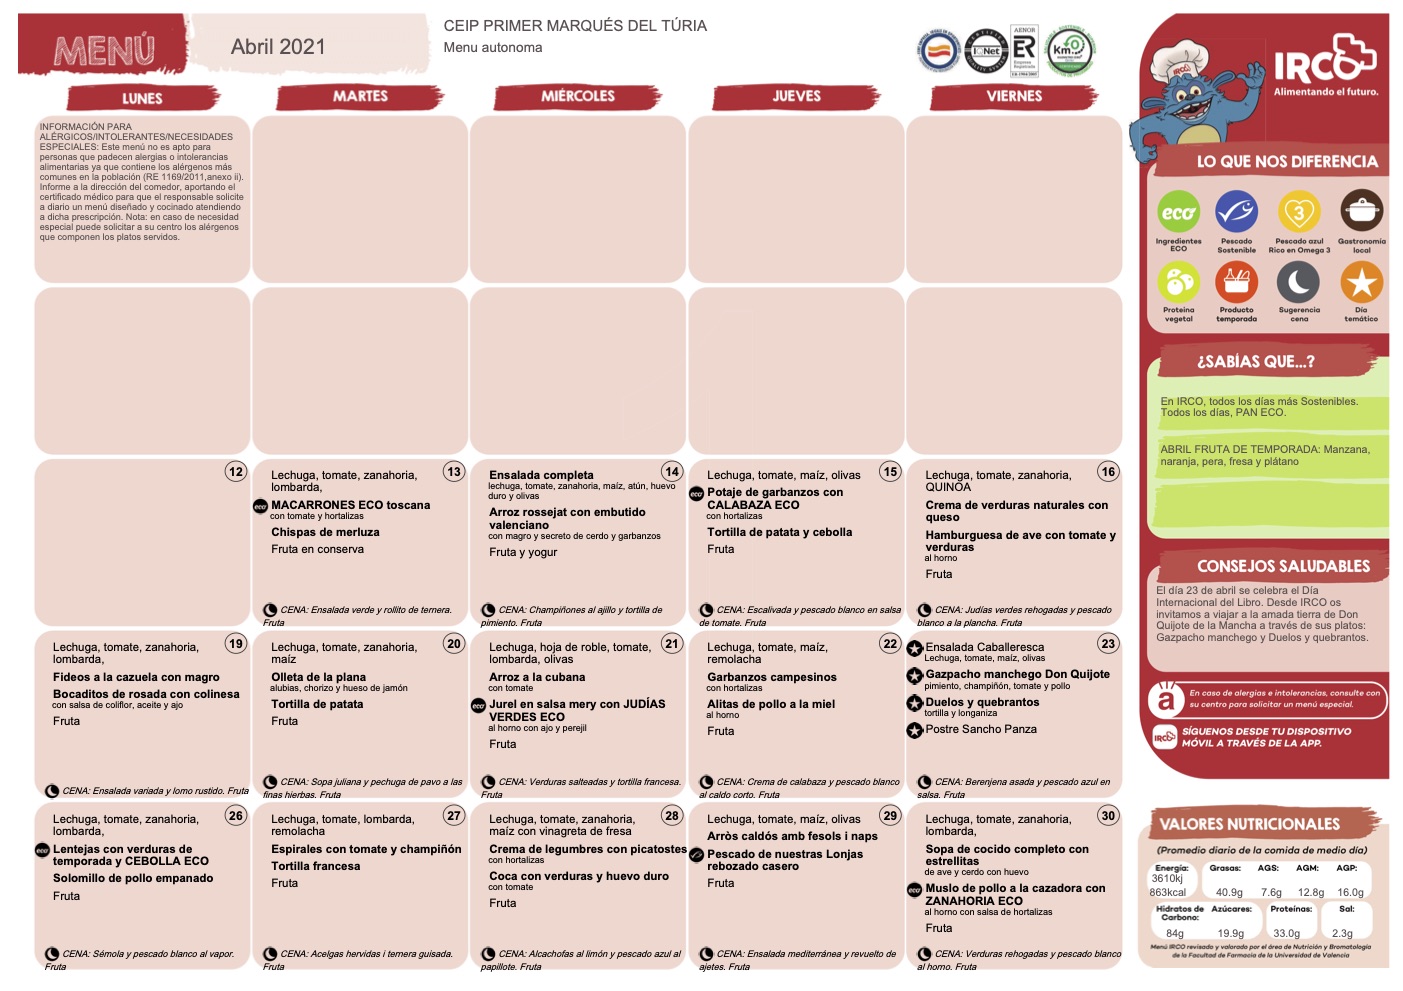 MENÚ
Abril 2021
CEIP PRIMER MARQUÉS DEL TÚRIA
Menu autonoma
IQNet
AENOR
ER
Empresa
Registrada
km
IRCO
Alimentando el futuro.
LUNES
MARTES
MIÉRCOLES
JUEVES
VIERNES
INFORMACIÓN PARA
ALÉRGICOS/INTOLERANTES/NECESIDADES
ESPECIALES: Este menú no es apto para
personas que padecen alergias o intolerancias
alimentarias ya que contiene los alérgenos más
comunes en la población (RE 1169/2011,anexo ii).
Informe a la dirección del comedor, aportando el
certificado médico para que el responsable solicite
a diario un menú diseñado y cocinado atendiendo
a dicha prescripción. Nota: en caso de necesidad
especial puede solicitar a su centro los alérgenos
que componen los platos servidos.
12
13
Lechuga, tomate, zanahoria,
lombarda,
eco MACARRONES ECO toscana
con tomate y hortalizas
Chispas de merluza
Fruta en conserva
CENA: Ensalada verde y rollito de ternera.
Fruta
14
Ensalada completa
lechuga, tomate, zanahoria, maíz, atún, huevo
duro y olivas
Arroz rossejat con embutido
valenciano
con magro y secreto de cerdo y garbanzos
Fruta y yogur
CENA: Champiñones al ajillo y tortilla de
pimiento. Fruta
15
Lechuga, tomate, maíz, olivas
eco Potaje de garbanzos con
CALABAZA ECO
con hortalizas
Tortilla de patata y cebolla
Fruta
CENA: Escalivada y pescado blanco en salsa
de tomate. Fruta
16
Lechuga, tomate, zanahoria,
QUINOA
Crema de verduras naturales con
queso
Hamburguesa de ave con tomate y
verduras
al horno
Fruta
CENA: Judías verdes rehogadas y pescado
blanco a la plancha. Fruta
19
Lechuga, tomate, zanahoria,
lombarda,
Fideos a la cazuela con magro
Bocaditos de rosada con colinesa
con salsa de coliflor, aceite y ajo
Fruta
CENA: Ensalada variada y lomo rustido. Fruta
20
Lechuga, tomate, zanahoria,
maíz
Olleta de la plana
alubias, chorizo y hueso de jamón
Tortilla de patata
Fruta
CENA: Sopa juliana y pechuga de pavo a las
finas hierbas. Fruta
21
Lechuga, hoja de roble, tomate,
lombarda, olivas
Arroz a la cubana
con tomate
eco Jurel en salsa mery con JUDÍAS
VERDES ECO
al horno con ajo y perejil
Fruta
CENA: Verduras salteadas y tortilla francesa.
Fruta
22
Lechuga, tomate, maíz,
remolacha
Garbanzos campesinos
con hortalizas
Alitas de pollo a la miel
al horno
Fruta
CENA: Crema de calabaza y pescado blanco
al caldo corto. Fruta
23
Ensalada Caballeresca
Lechuga, tomate, maíz, olivas
Gazpacho manchego Don Quijote
pimiento, champiñón, tomate y pollo
Duelos y quebrantos
tortilla y longaniza
Postre Sancho Panza
CENA: Berenjena asada y pescado azul en
salsa. Fruta
26
Lechuga, tomate, zanahoria,
lombarda,
eco Lentejas con verduras de
temporada y CEBOLLA ECO
Solomillo de pollo empanado
Fruta
CENA: Sémola y pescado blanco al vapor.
Fruta
27
Lechuga, tomate, lombarda,
remolacha
Espirales con tomate y champiñón
Tortilla francesa
Fruta
CENA: Acelgas hervidas i ternera guisada.
Fruta
28
Lechuga, tomate, zanahoria,
maíz con vinagreta de fresa
Crema de legumbres con picatostes
con hortalizas
Coca con verduras y huevo duro
con tomate
Fruta
CENA: Alcachofas al limón y pescado azul al
papillote. Fruta
29
Lechuga, tomate, maíz, olivas
Arròs caldós amb fesols i naps
Pescado de nuestras Lonjas
rebozado casero
Fruta
CENA: Ensalada mediterránea y revuelto de
ajetes. Fruta
30
Lechuga, tomate, zanahoria,
lombarda,
Sopa de cocido completo con
estrellitas
de ave y cerdo con huevo
eco Muslo de pollo a la cazadora con
ZANAHORIA ECO
al horno con salsa de hortalizas
Fruta
CENA: Verduras rehogadas y pescado blanco
al horno. Fruta
LO QUE NOS DIFERENCIA
eco
3
Ingredientes
ECO
Pescado
Sostenible
Pescado azul
Rico en Omega 3
Gastronomía
local
Proteína
vegetal
Producto
temporada
Sugerencia
cena
Día
temático
¿SABÍAS QUE...?
En IRCO, todos los días más Sostenibles.
Todos los días, PAN ECO.
ABRIL FRUTA DE TEMPORADA: Manzana,
naranja, pera, fresa y plátano
CONSEJOS SALUDABLES
El día 23 de abril se celebra el Día
Internacional del Libro. Desde IRCO os
invitamos a viajar a la amada tierra de Don
Quijote de la Mancha a través de sus platos:
Gazpacho manchego y Duelos y quebrantos.
a
En caso de alergias e intolerancias, consulte con
su centro para solicitar un menú especial.
IRCO
SÍGUENOS DESDE TU DISPOSITIVO
MÓVIL A TRAVÉS DE LA APP.
VALORES NUTRICIONALES
(Promedio diario de la comida de medio día)
Energía: Grasas: AGS: AGM: AGP:
3610kj
863kcal 40.9g 7.6g 12.8g 16.0g
Hidratos de Carbono: Azúcares: Proteínas: Sal:
84g 19.9g 33.0g 2.3g
Menú IRCO revisado y valorado por el área de Nutrición y Bromatología
de la Facultad de Farmacia de la Universidad de Valencia